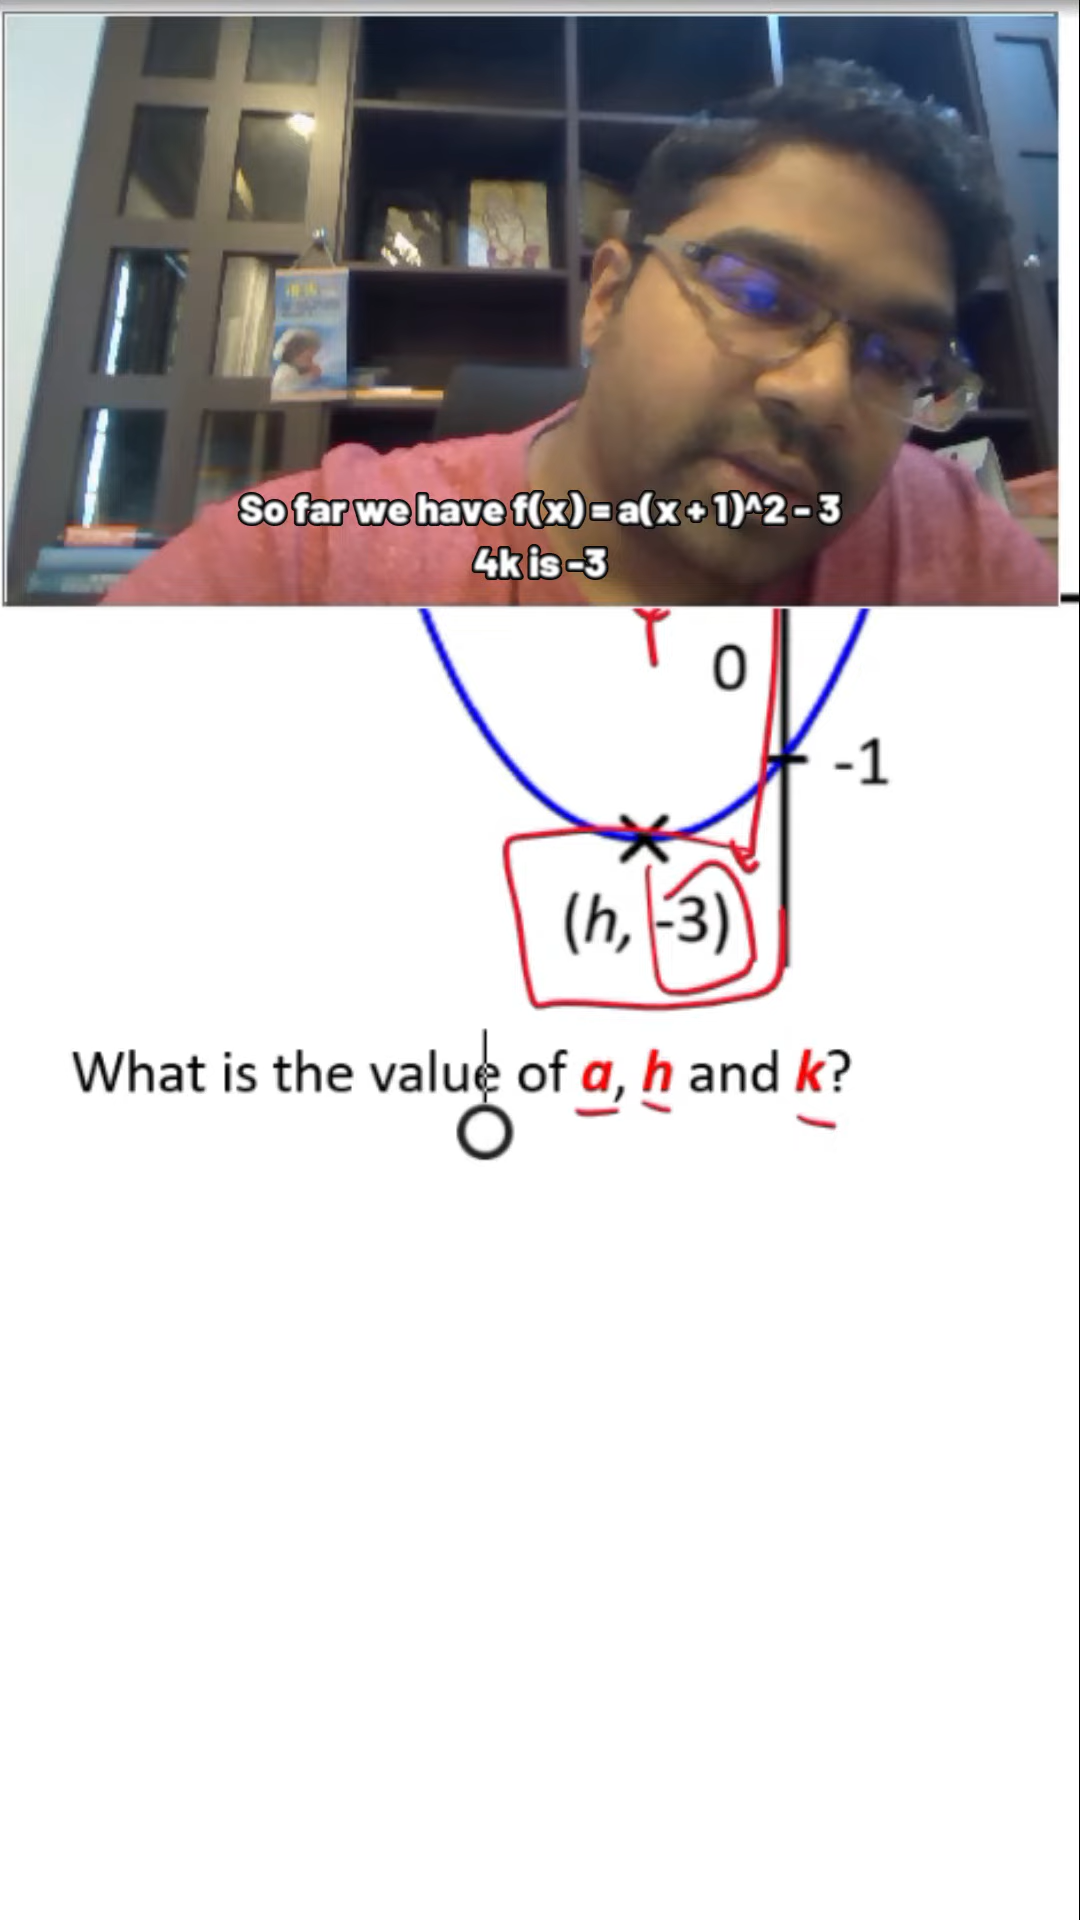 So far we have f(x) = a(x + 1)^2 - 3
4k is -3
0
-1
(h, -3)
What is the value of a, h and k?